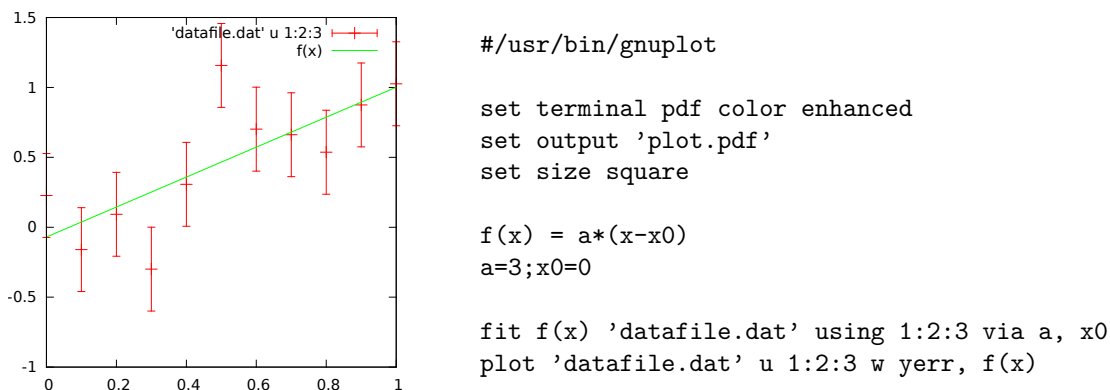 1.5
1
0.5
0
-0.5
-1
0 0.2 0.4 0.6 0.8 1
'datafile.dat' u 1:2:3
f(x)
#/usr/bin/gnuplot
set terminal pdf color enhanced
set output ’plot.pdf’
set size square
f(x) = a*(x-x0)
a=3;x0=0
fit f(x) ’datafile.dat’ using 1:2:3 via a, x0
plot ’datafile.dat’ u 1:2:3 w yerr, f(x)